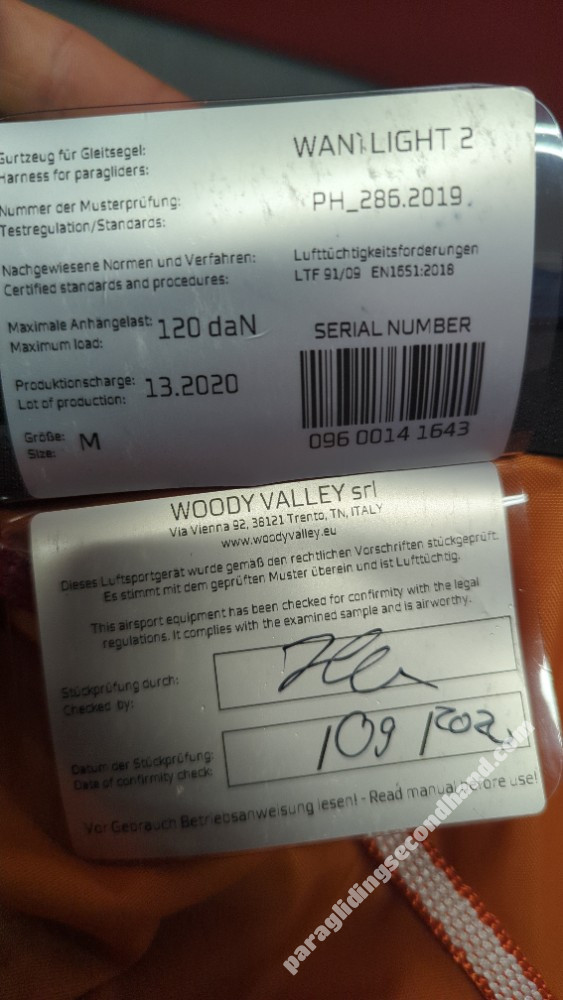 Gurtzeug für Gleitsegel:
Harness for paragliders:
WANI LIGHT 2
Nummer der Musterprüfung:
Testregulation/Standards:
PH_286.2019
Nachgewiesene Normen und Verfahren:
Certified standards and procedures:
Lufttüchtigkeitsforderungen
LTF 91/09 EN1651:2018
Maximale Anhängelast: 120 daN
Maximum load:
Produktionscharge: 13.2020
Lot of production:
Größe: M
Size:
SERIAL NUMBER
096 0014 1643
WOODY VALLEY srl
Via Vienna 92, 38121 Trento, TN, ITALY
www.woodyvalley.eu
Dieses Luftsportgerät wurde gemäß den rechtlichen Vorschriften stückgeprüft.
Es stimmt mit dem geprüften Muster überein und ist Lufttüchtig.
This airsport equipment has been checked for confirmity with the legal
regulations. It complies with the examined sample and is airworthy.
Stückprüfung durch:
Checked by:
Datum der Stückprüfung:
Date of confirmity check:
Vor Gebrauch Betriebsanweisung lesen! - Read manual before use!
paraglidingsecondhand.com